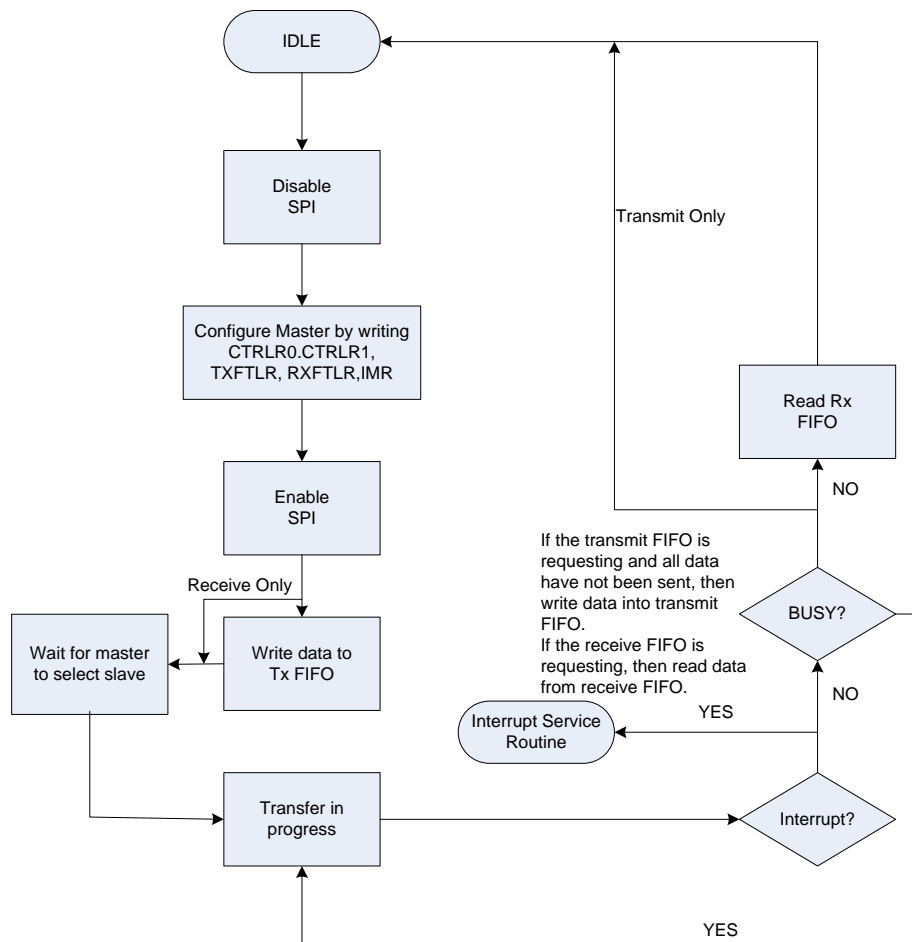 IDLE
Disable
SPI
Transmit Only
Configure Master by writing
CTRLR0.CTRLR1,
TXFTLR, RXFTLR,IMR
Read Rx
FIFO
NO
Enable
SPI
If the transmit FIFO is
requesting and all data
have not been sent, then
write data into transmit
FIFO.
If the receive FIFO is
requesting, then read data
from receive FIFO.
Receive Only
BUSY?
Wait for master
to select slave
Write data to
Tx FIFO
NO
YES
Interrupt Service
Routine
Transfer in
progress
Interrupt?
YES